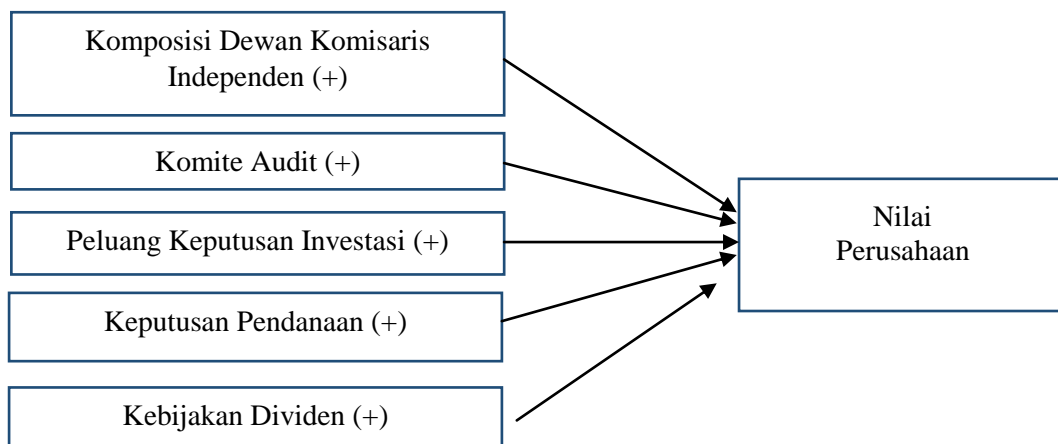 Komposisi Dewan Komisaris
Independen (+)
Komite Audit (+)
Peluang Keputusan Investasi (+)
Keputusan Pendanaan (+)
Kebijakan Dividen (+)
Nilai
Perusahaan